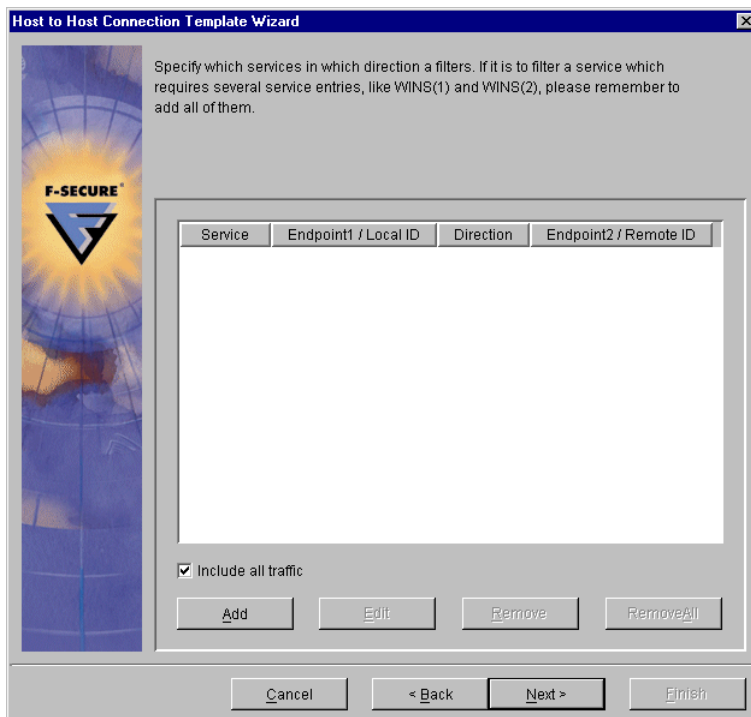 Host to Host Connection Template Wizard
Specify which services in which direction a filters. If it is to filter a service which
requires several service entries, like WINS(1) and WINS(2), please remember to
add all of them.
F-SECURE®
Service Endpoint1 / Local ID Direction Endpoint2 / Remote ID
Include all traffic
Add Edit Remove RemoveAll
Cancel < Back Next > Finish